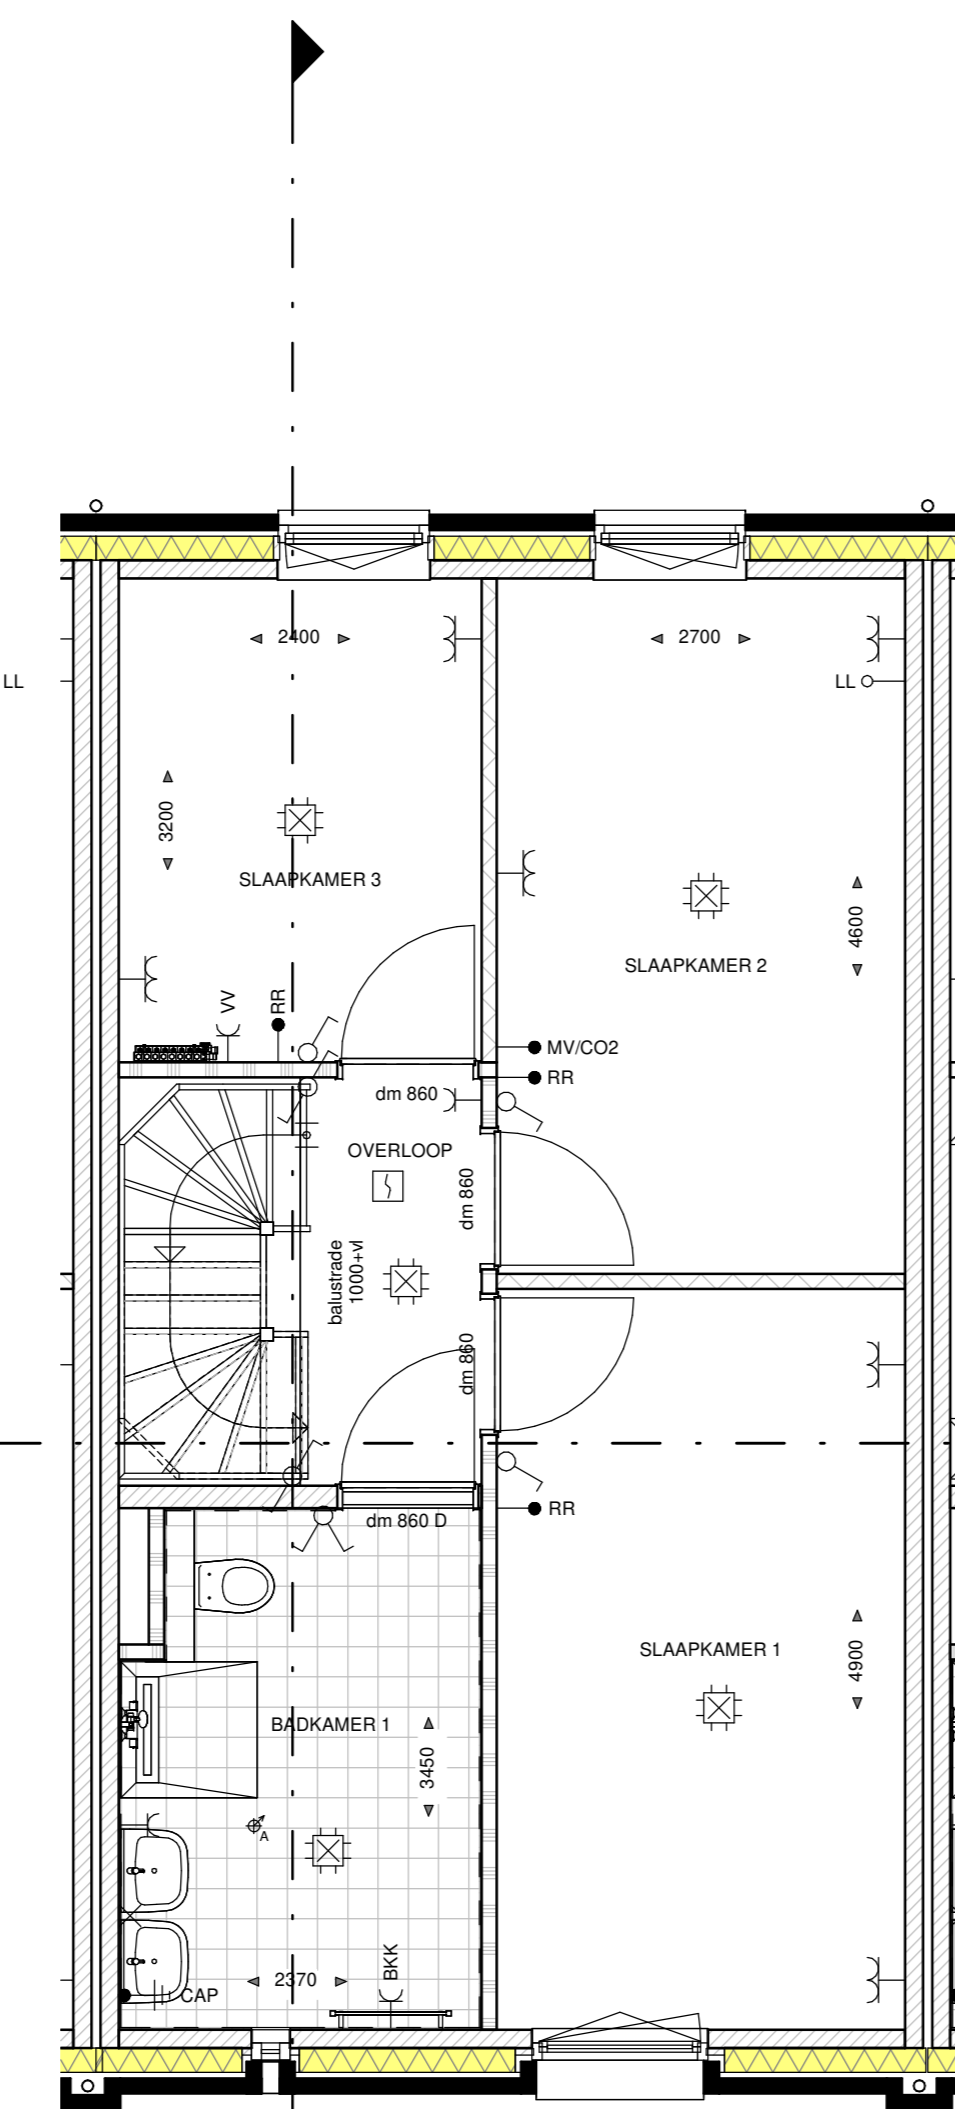 2400
2700
LL
LL
3200
SLAAPKAMER 3
4600
SLAAPKAMER 2
VV
RR
MV/CO2
RR
dm 860
OVERLOOP
dm 860
balustrade
1000+vl
dm 860
RR
dm 860 D
SLAAPKAMER 1
4900
BADKAMER 1
3450
A
2370
BKK
CAP